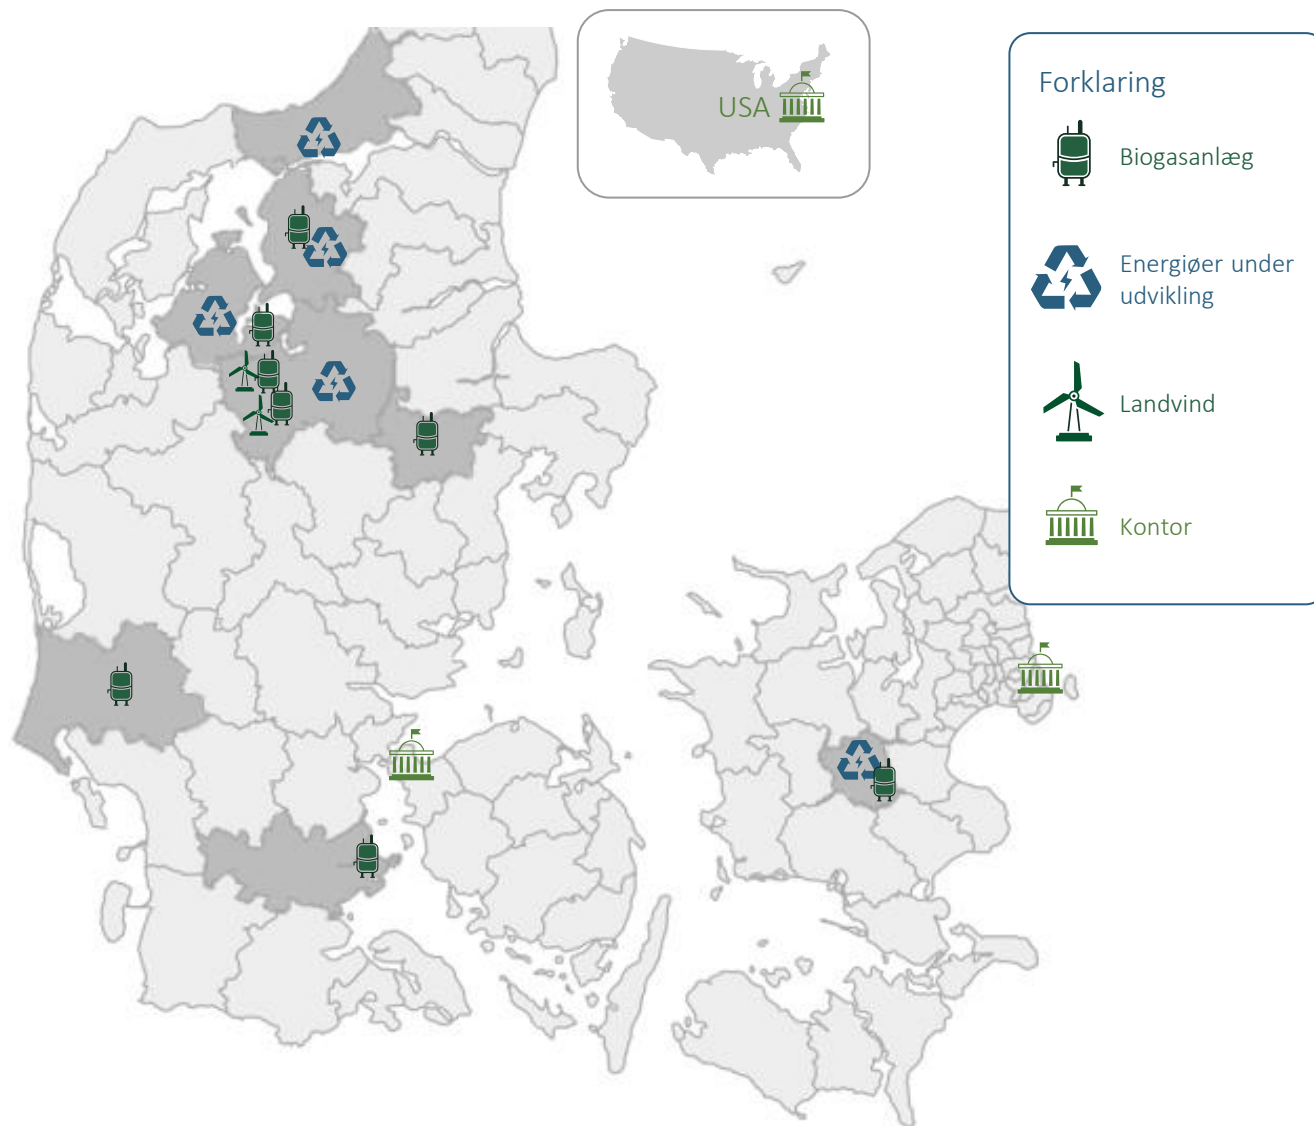 USA
Forklaring
Biogasanlæg
Energiøer under
udvikling
Landvind
Kontor